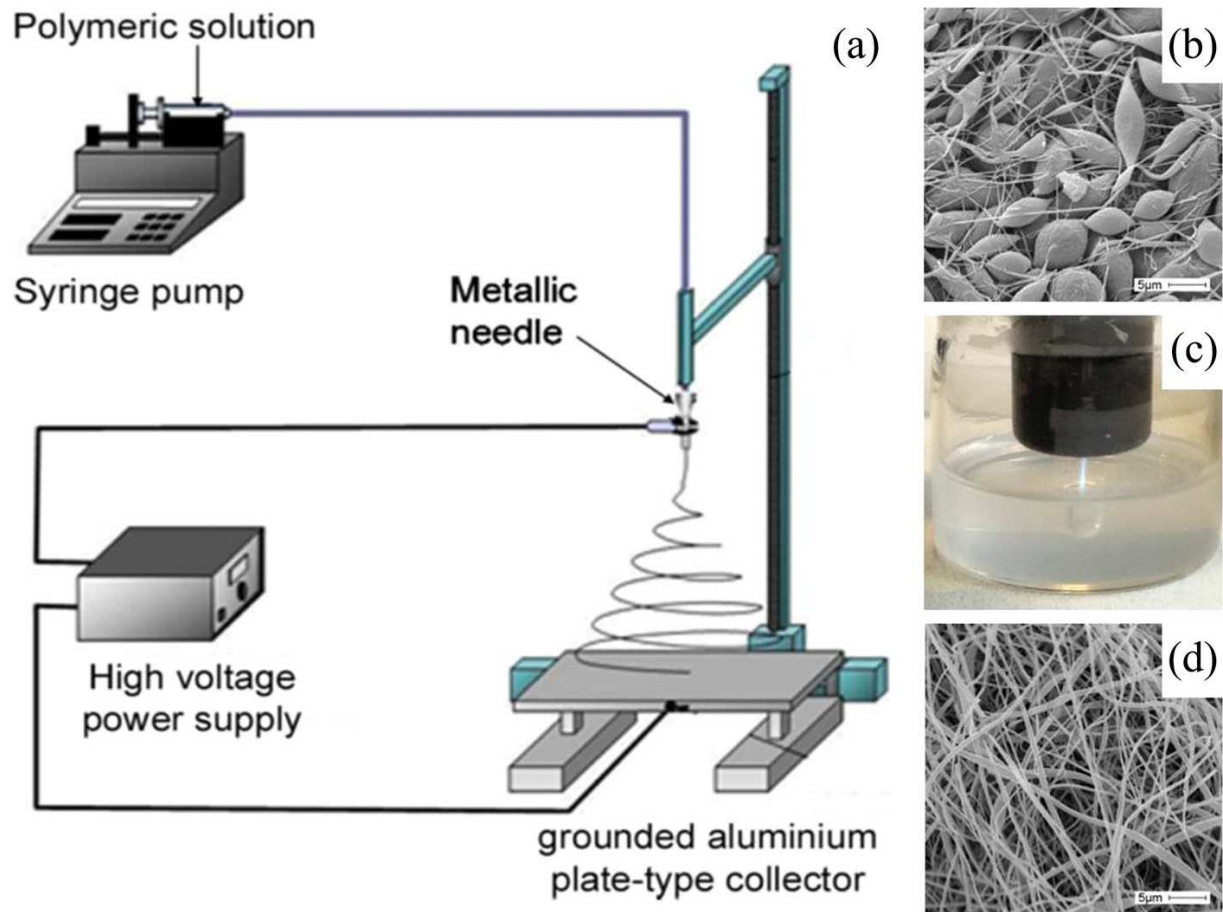 Polymeric solution
(a)
Syringe pump
Metallic
needle
High voltage
power supply
grounded aluminium
plate-type collector
(b)
5µm
(c)
(d)
5µm